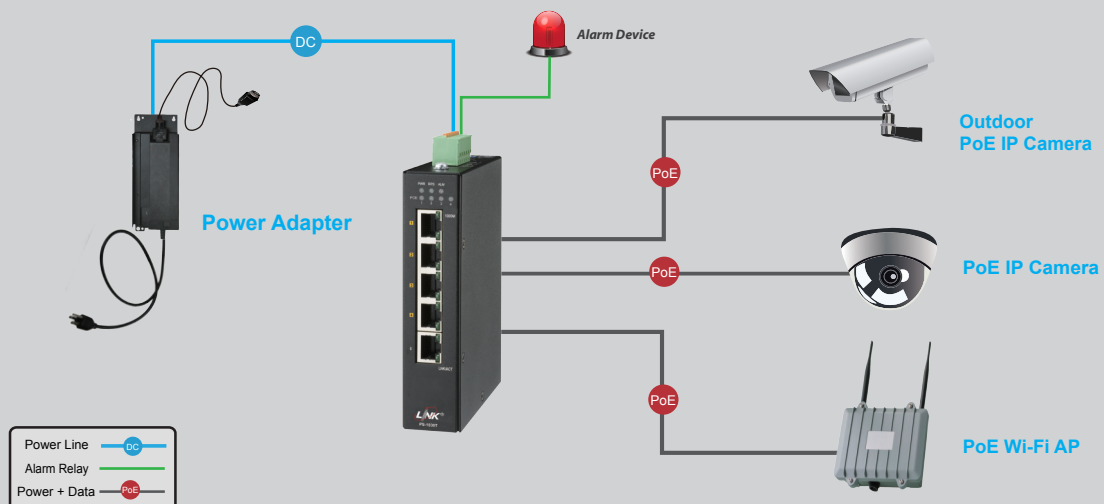 DC
Alarm Device
Outdoor
PoE IP Camera
PoE
Power Adapter
PoE
PoE IP Camera
PoE
PoE Wi-Fi AP
LINK
Power Line
DC
Alarm Relay
Power + Data
PoE